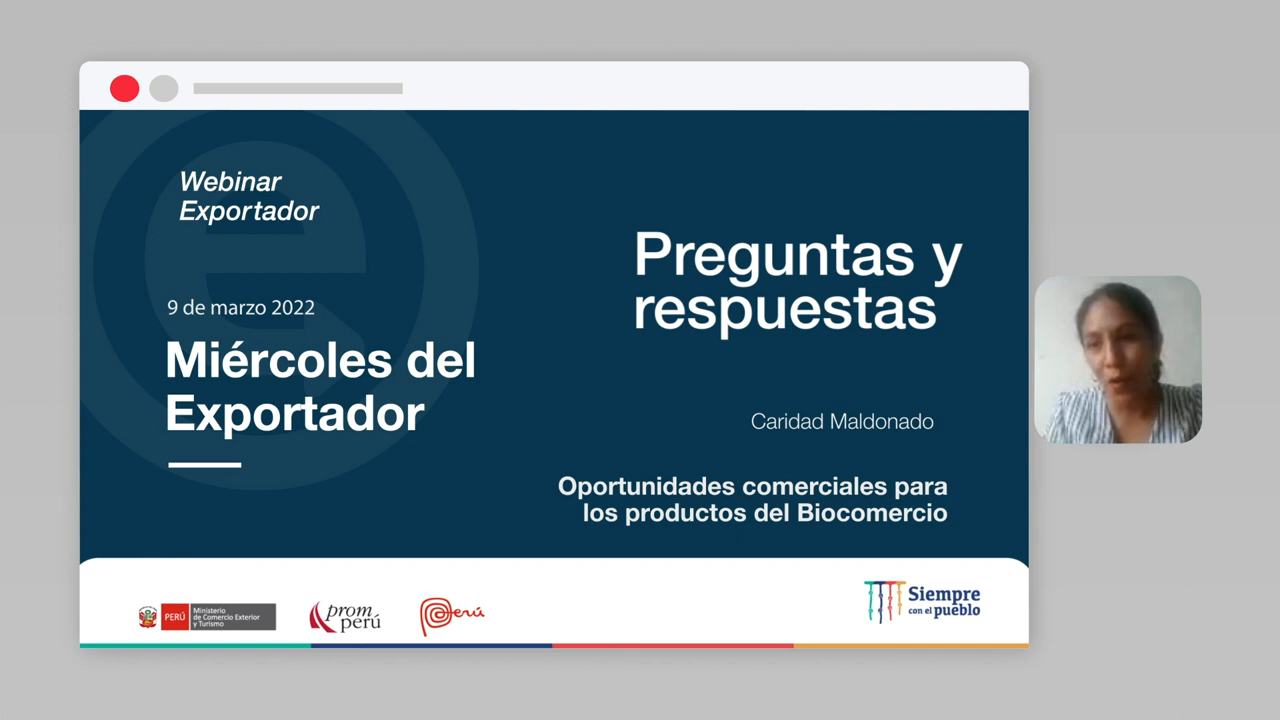 Webinar
Exportador
9 de marzo 2022
Miércoles del
Exportador
Preguntas y
respuestas
Caridad Maldonado
Oportunidades comerciales para
los productos del Biocomercio
PERÚ
Ministerio
de Comercio Exterior
y Turismo
prom
perú
Perú
Siempre
con el pueblo